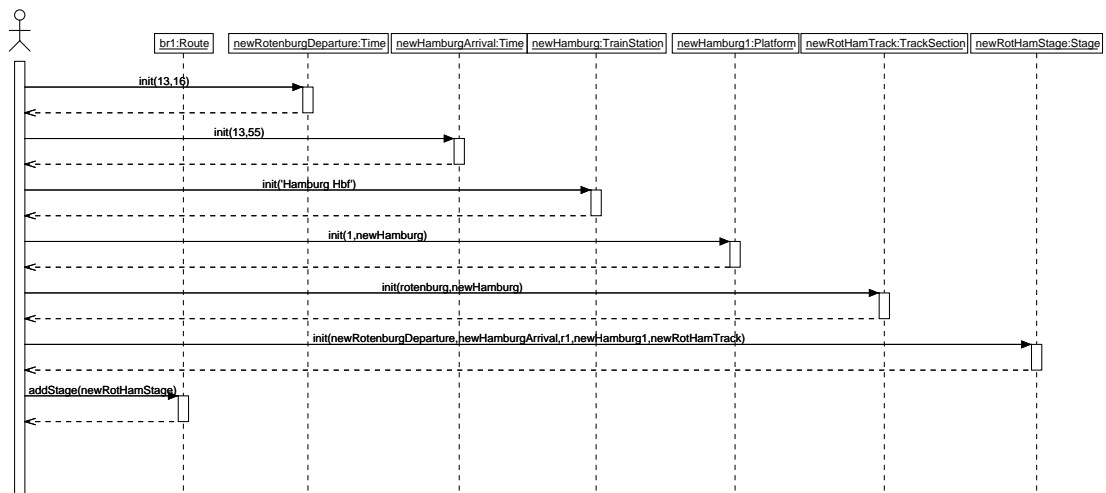 br1:Route
newRotenburgDeparture:Time
newHamburgArrival:Time
newHamburg:TrainStation
newHamburg1:Platform
newRotHamTrack:TrackSection
newRotHamStage:Stage
init(13,16)
init(13,55)
init('Hamburg Hbf')
init(1,newHamburg)
init(rotenburg,newHamburg)
init(newRotenburgDeparture,newHamburgArrival,r1,newHamburg1,newRotHamTrack)
addStage(newRotHamStage)